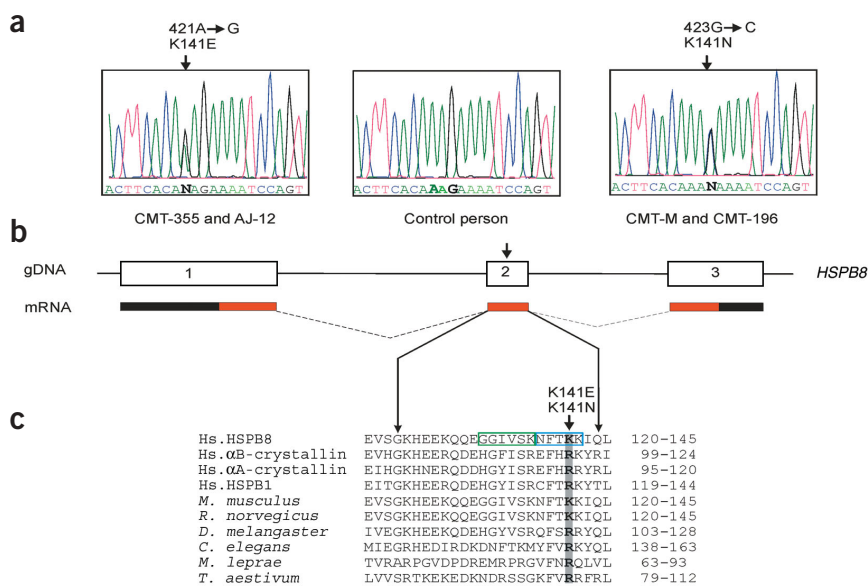 a
421A→G
K141E
423G→C
K141N
ACTTCACANAGAAAATCCAGT
ACTTCACAAAGAAAATCCAGT
ACTTCACAAANAAAATCCAGT
CMT-355 and AJ-12
Control person
CMT-M and CMT-196
b
gDNA
1
2
3
HSPB8
mRNA
K141E
K141N
c
Hs.HSPB8 EVSGKHEEKQQEGGIVSKNFTKKIQL 120-145
Hs.αB-crystallin EVHGKHEERQDEHGFISREFHRKYRI 99-124
Hs.αA-crystallin EIHGKHNERQDDHGYISREFHRRYRL 95-120
Hs.HSPB1 EITGKHEERQDEHGYISRCFTRKYTL 119-144
M. musculus EVSGKHEEKQQEGGIVSKNFTKKIQL 120-145
R. norvegicus EVSGKHEEKQQEGGIVSKNFTKKIQL 120-145
D. melangaster IVEGKHEERQDDHGYVSRQFSRRYQL 103-128
C. elegans MIEGRHEDIRDKDNFTKMYFVRKYQL 138-163
M. leprae TVRARPGVDPDREMRPRGVFNRQLVL 63-93
T. aestivum LVVSRTKEKEDKNDRSSGKFVRRFRL 79-112